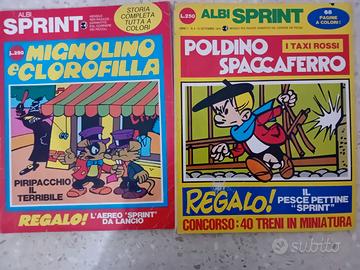 ALBI
SPRINT
STORIA
COMPLETA
TUTTA A
COLORI
L.250
MIGNOLINO
e CLOROFILLA
PIRIPACCHIO
IL
TERRIBILE
REGALO!
L'AEREO 'SPRINT'
DA LANCIO
L.250
ALBI SPRINT
68
PAGINE
A COLORI
POLDINO
I TAXI ROSSI
SPACCAFERRO
REGALO!
IL
PESCE PETTINE
"SPRINT"
CONCORSO: 40 TRENI IN MINIATURA
subito